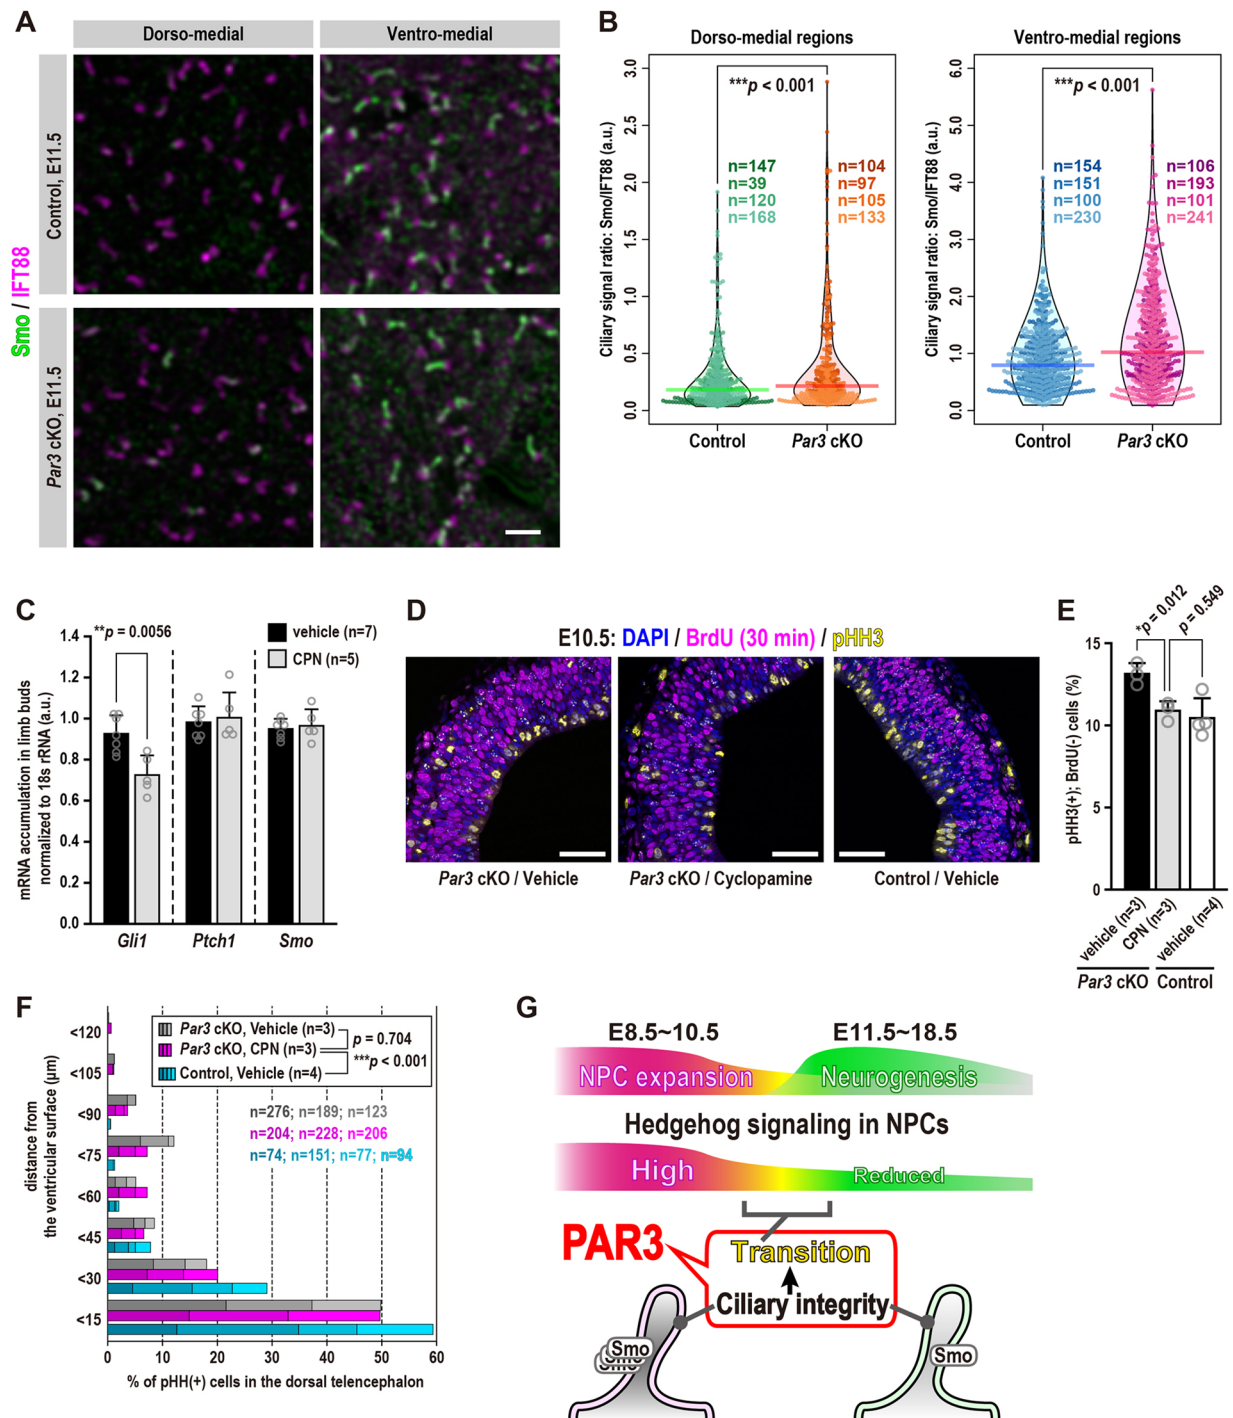 A
Dorso-medial
Ventro-medial
Control, E11.5
Par3 cKO, E11.5
Smo / IFT88
B
Dorso-medial regions
Ciliary signal ratio: Smo/IFT88 (a.u.)
3.0
2.5
2.0
1.5
1.0
0.5
0.0
***p < 0.001
n=147
n=39
n=120
n=168
n=104
n=97
n=105
n=133
Control
Par3 cKO
Ventro-medial regions
Ciliary signal ratio: Smo/IFT88 (a.u.)
6.0
5.0
4.0
3.0
2.0
1.0
0.0
***p < 0.001
n=154
n=151
n=100
n=230
n=106
n=193
n=101
n=241
Control
Par3 cKO
C
mRNA accumulation in limb buds
normalized to 18s rRNA (a.u.)
1.4
1.2
1.0
0.8
0.6
0.4
0.2
0.0
**p = 0.0056
vehicle (n=7)
CPN (n=5)
Gli1
Ptch1
Smo
D
E10.5: DAPI / BrdU (30 min) / pHH3
Par3 cKO / Vehicle
Par3 cKO / Cyclopamine
Control / Vehicle
E
*p = 0.012
p = 0.549
pHH3(+); BrdU(-) cells (%)
15
10
5
0
vehicle (n=3)
CPN (n=3)
vehicle (n=4)
Par3 cKO
Control
F
distance from
the ventricular surface (μm)
<120
<105
<90
<75
<60
<45
<30
<15
Par3 cKO, Vehicle (n=3)
Par3 cKO, CPN (n=3)
Control, Vehicle (n=4)
p = 0.704
***p < 0.001
n=276; n=189; n=123
n=204; n=228; n=206
n=74; n=151; n=77; n=94
0
10
20
30
40
50
60
% of pHH(+) cells in the dorsal telencephalon
G
E8.5~10.5
E11.5~18.5
NPC expansion
Neurogenesis
Hedgehog signaling in NPCs
High
Reduced
PAR3
Transition
Ciliary integrity
Smo
Smo
Smo